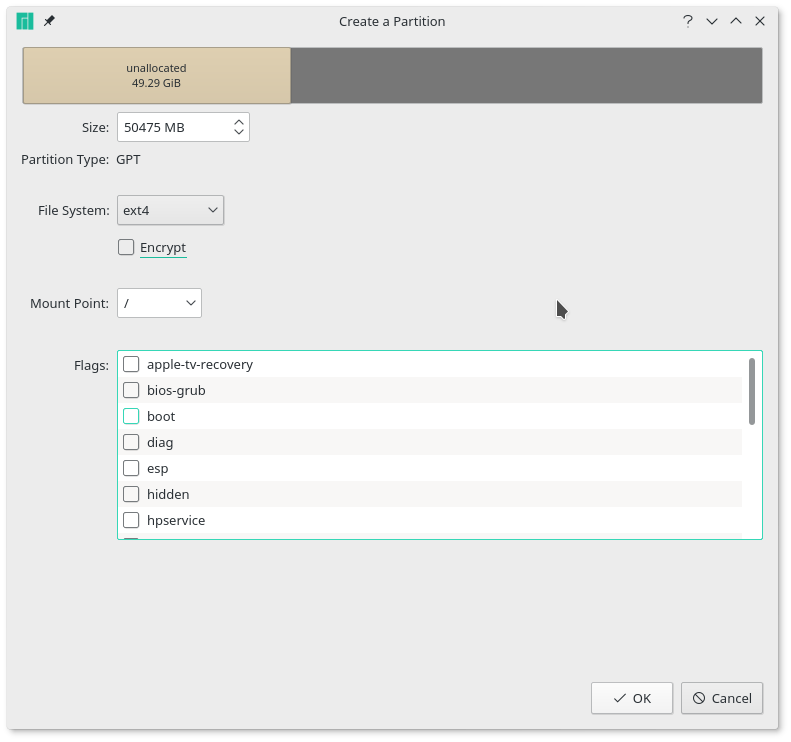 Create a Partition
unallocated
49.29 GiB
Size: 50475 MB
Partition Type: GPT
File System: ext4
Encrypt
Mount Point: /
Flags: apple-tv-recovery
bios-grub
boot
diag
esp
hidden
hpservice
OK Cancel